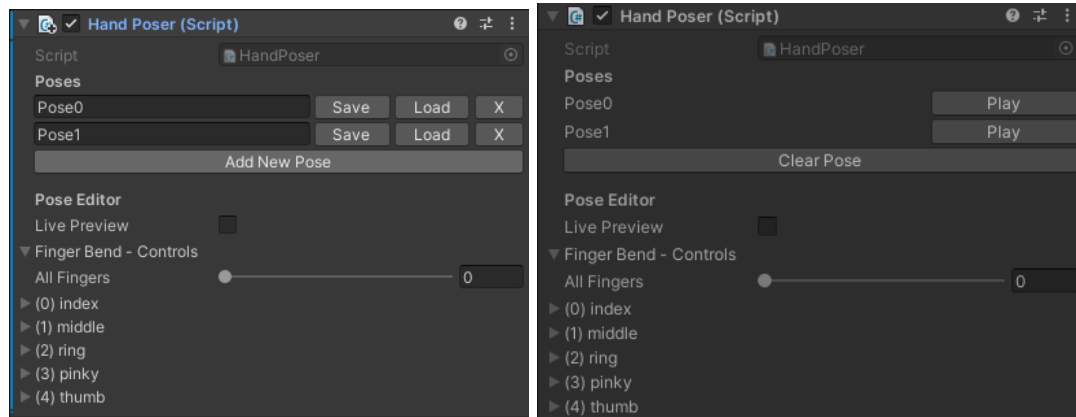 Hand Poser (Script)
Script HandPoser
Poses
Pose0 Save Load X
Pose1 Save Load X
Add New Pose
Pose Editor
Live Preview
Finger Bend - Controls
All Fingers 0
(0) index
(1) middle
(2) ring
(3) pinky
(4) thumb
Hand Poser (Script)
Script HandPoser
Poses
Pose0 Play
Pose1 Play
Clear Pose
Pose Editor
Live Preview
Finger Bend - Controls
All Fingers 0
(0) index
(1) middle
(2) ring
(3) pinky
(4) thumb